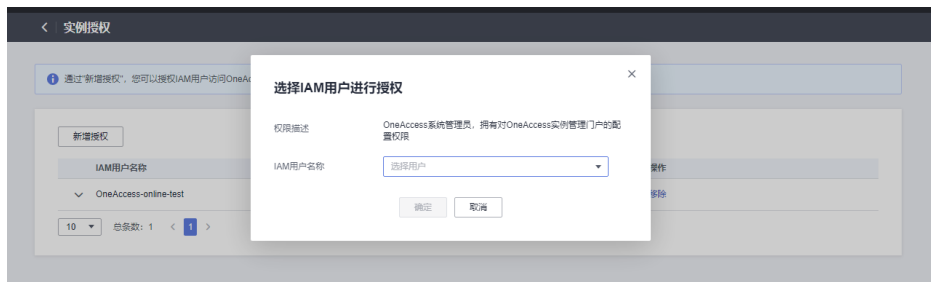 实例授权
通过"新增授权"，您可以授权IAM用户访问OneAc
选择IAM用户进行授权
权限描述
OneAccess系统管理员，拥有对OneAccess实例管理门户的配
置权限
IAM用户名称
选择用户
确定 取消
新增授权
IAM用户名称 操作
OneAccess-online-test 移除
10 总条数：1 < 1 >